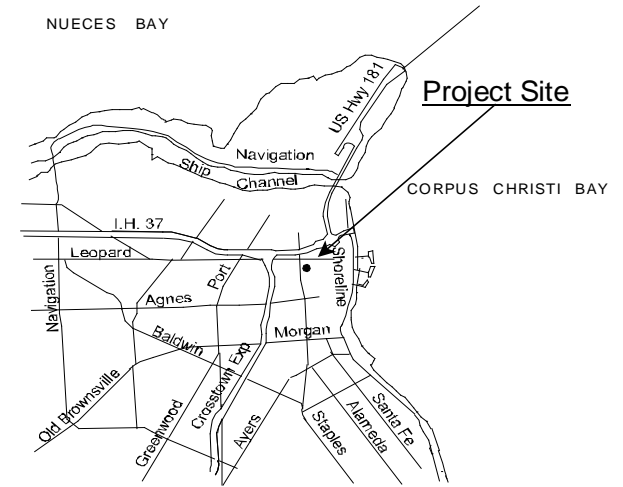 NUECES BAY
US Hwy 181
Project Site
Navigation
Ship Channel
CORPUS CHRISTI BAY
I.H. 37
Leopard
Port
Shoreline
Navigation
Agnes
Baldwin
Morgan
Crosstown Exp
Old Brownsville
Greenwood
Ayers
Staples
Alameda
Santa Fe